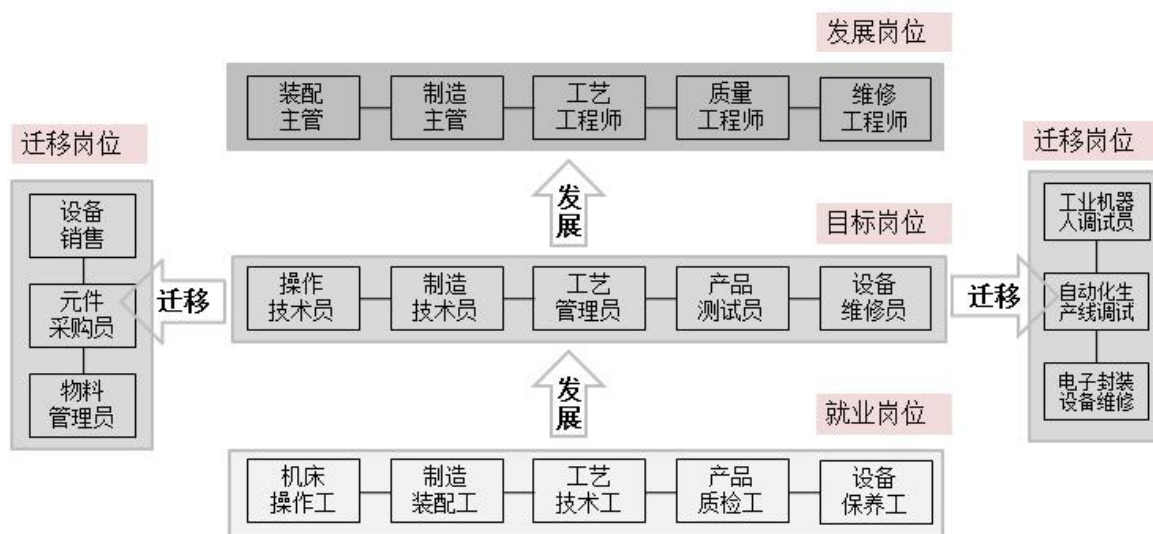 发展岗位
装配
主管
制造
主管
工艺
工程师
质量
工程师
维修
工程师
迁移岗位
设备
销售
元件
采购员
物料
管理员
迁移
发
展
目标岗位
操作
技术员
制造
技术员
工艺
管理员
产品
测试员
设备
维修员
迁移
迁移岗位
工业机器
人调试员
自动化生
产线调试
电子封装
设备维修
发
展
就业岗位
机床
操作工
制造
装配工
工艺
技术工
产品
质检工
设备
保养工